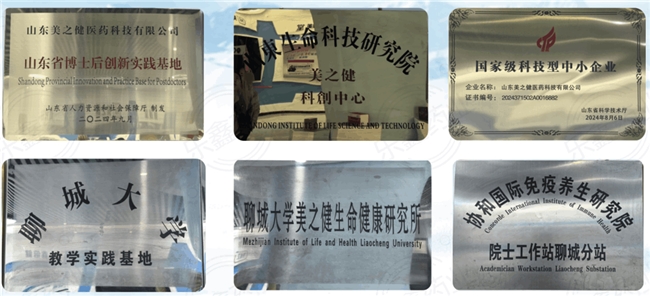 山东美之健医药科技有限公司
山东省博士后创新实践基地
Shandong Provincial Innovation and Practice Base for Postdoctors
山东省人力资源和社会保障厅 制发
二〇二四年九月
東生命科技研究院
美之健
科创中心
DONG INSTITUTE OF LIFE SCIENCE AND TECHNOLOGY
国家级科技型中小企业
企业名称：山东美之健医药科技有限公司
证书编号：2024371502A0016882
山东省科学技术厅
2024年8月6日
聊城大学
教学实践基地
聊城大学美之健生命健康研究所
Mezhijian Institute of Life and Health Liaocheng University
协和国际免疫养生研究院
Concorde International Institute of Immune Health
院士工作站聊城分站
Academician Workstation Liaocheng Substation